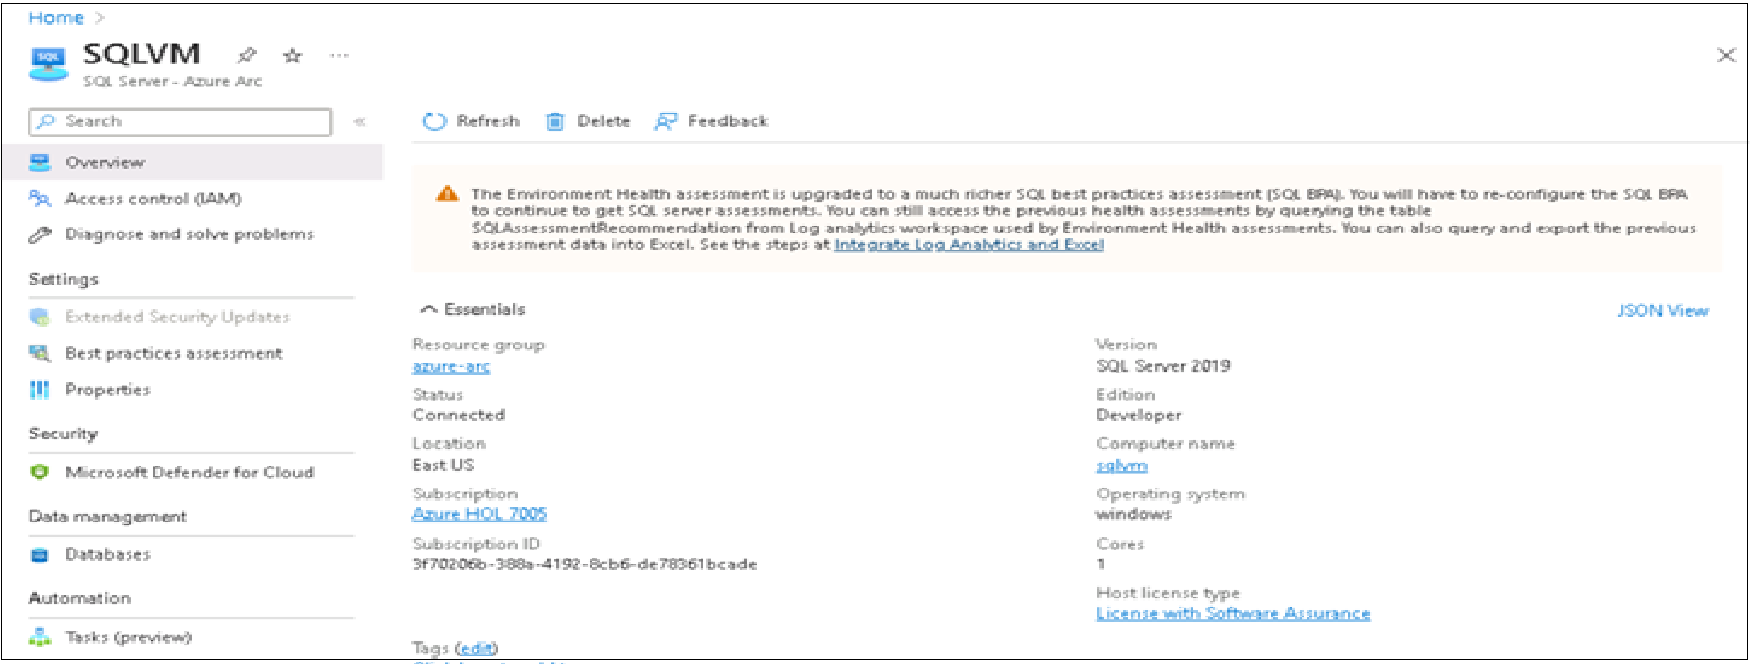 Home >
SQLVM
SQL Server - Azure Arc
Search
Refresh Delete Feedback
Overview
Access control (IAM)
Diagnose and solve problems
Settings
Extended Security Updates
Best practices assessment
Properties
Security
Microsoft Defender for Cloud
Data management
Databases
Automation
Tasks (preview)
The Environment Health assessment is upgraded to a much richer SQL best practices assessment (SQL BPA). You will have to re-configure the SQL BPA
to continue to get SQL server assessments. You can still access the previous health assessments by querying the table
SQLAssessmentRecommendation from Log analytics workspace used by Environment Health assessments. You can also query and export the previous
assessment data into Excel. See the steps at Integrate Log Analytics and Excel
Essentials
JSON View
Resource group
azure-arc
Status
Connected
Location
East US
Subscription
Azure HOL 7005
Subscription ID
3f70206b-388a-4192-8cb6-de78361bcade
Tags (edit)
Version
SQL Server 2019
Edition
Developer
Computer name
sqlvm
Operating system
windows
Cores
1
Host license type
License with Software Assurance